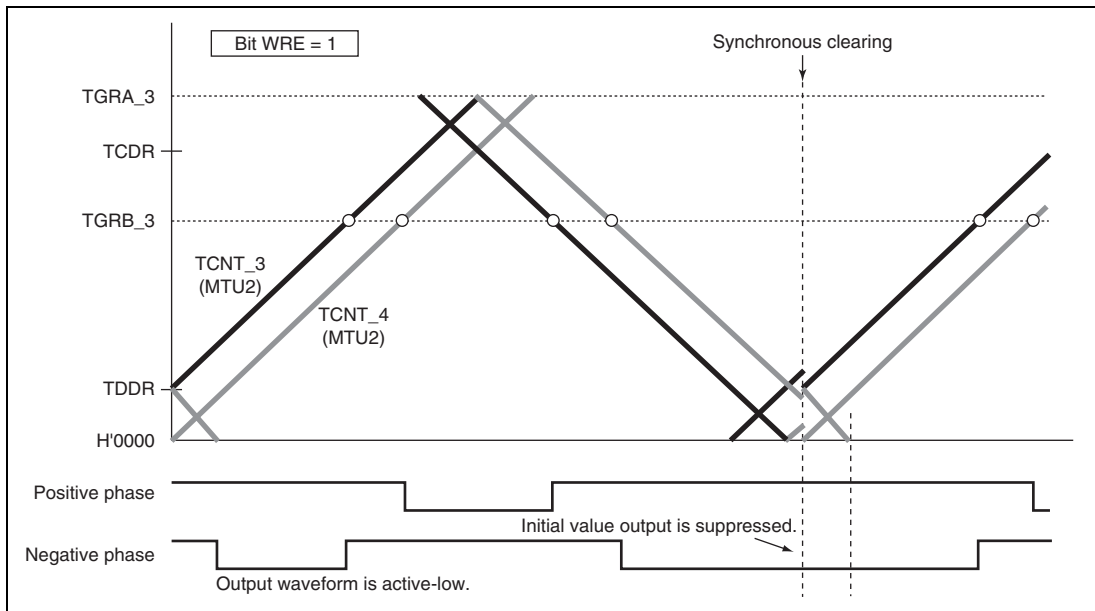 Bit WRE = 1
Synchronous clearing
TGRA_3
TCDR
TGRB_3
TCNT_3
(MTU2)
TCNT_4
(MTU2)
TDDR
H'0000
Positive phase
Initial value output is suppressed.
Negative phase
Output waveform is active-low.